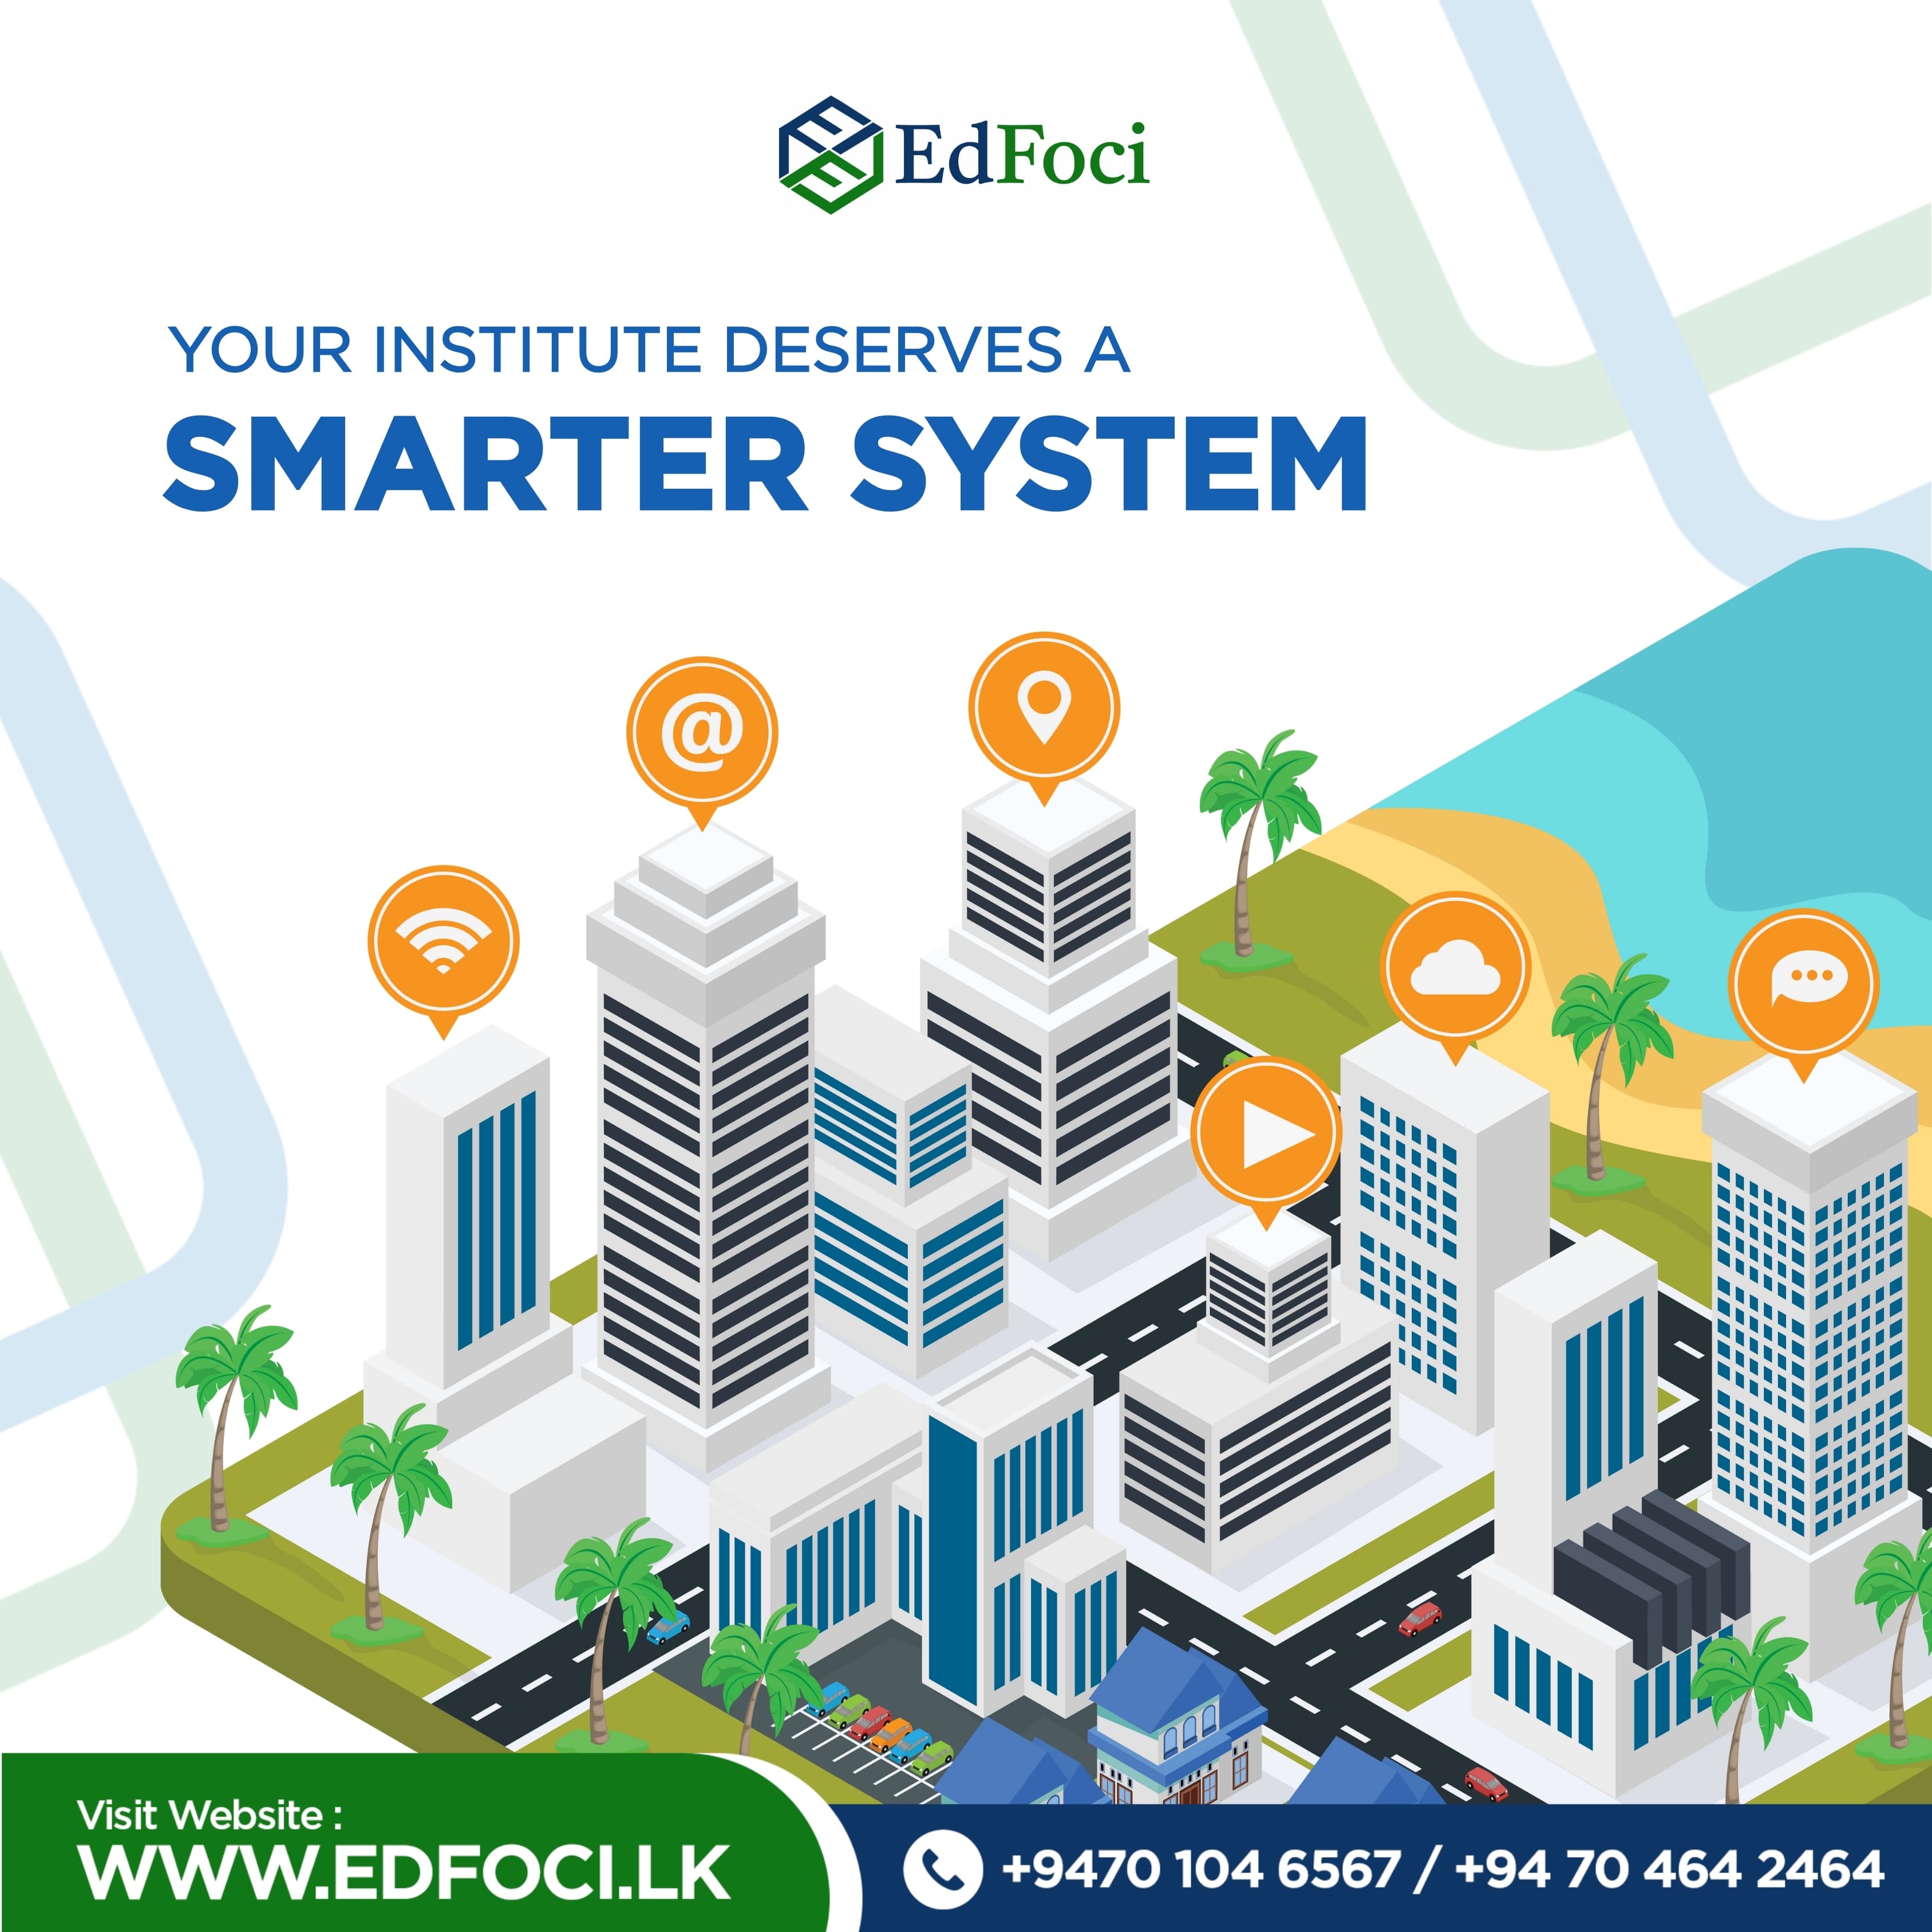 EdFoci
YOUR INSTITUTE DESERVES A
SMARTER SYSTEM
@
Visit Website :
WWW.EDFOCI.LK
+9470 104 6567 / +94 70 464 2464